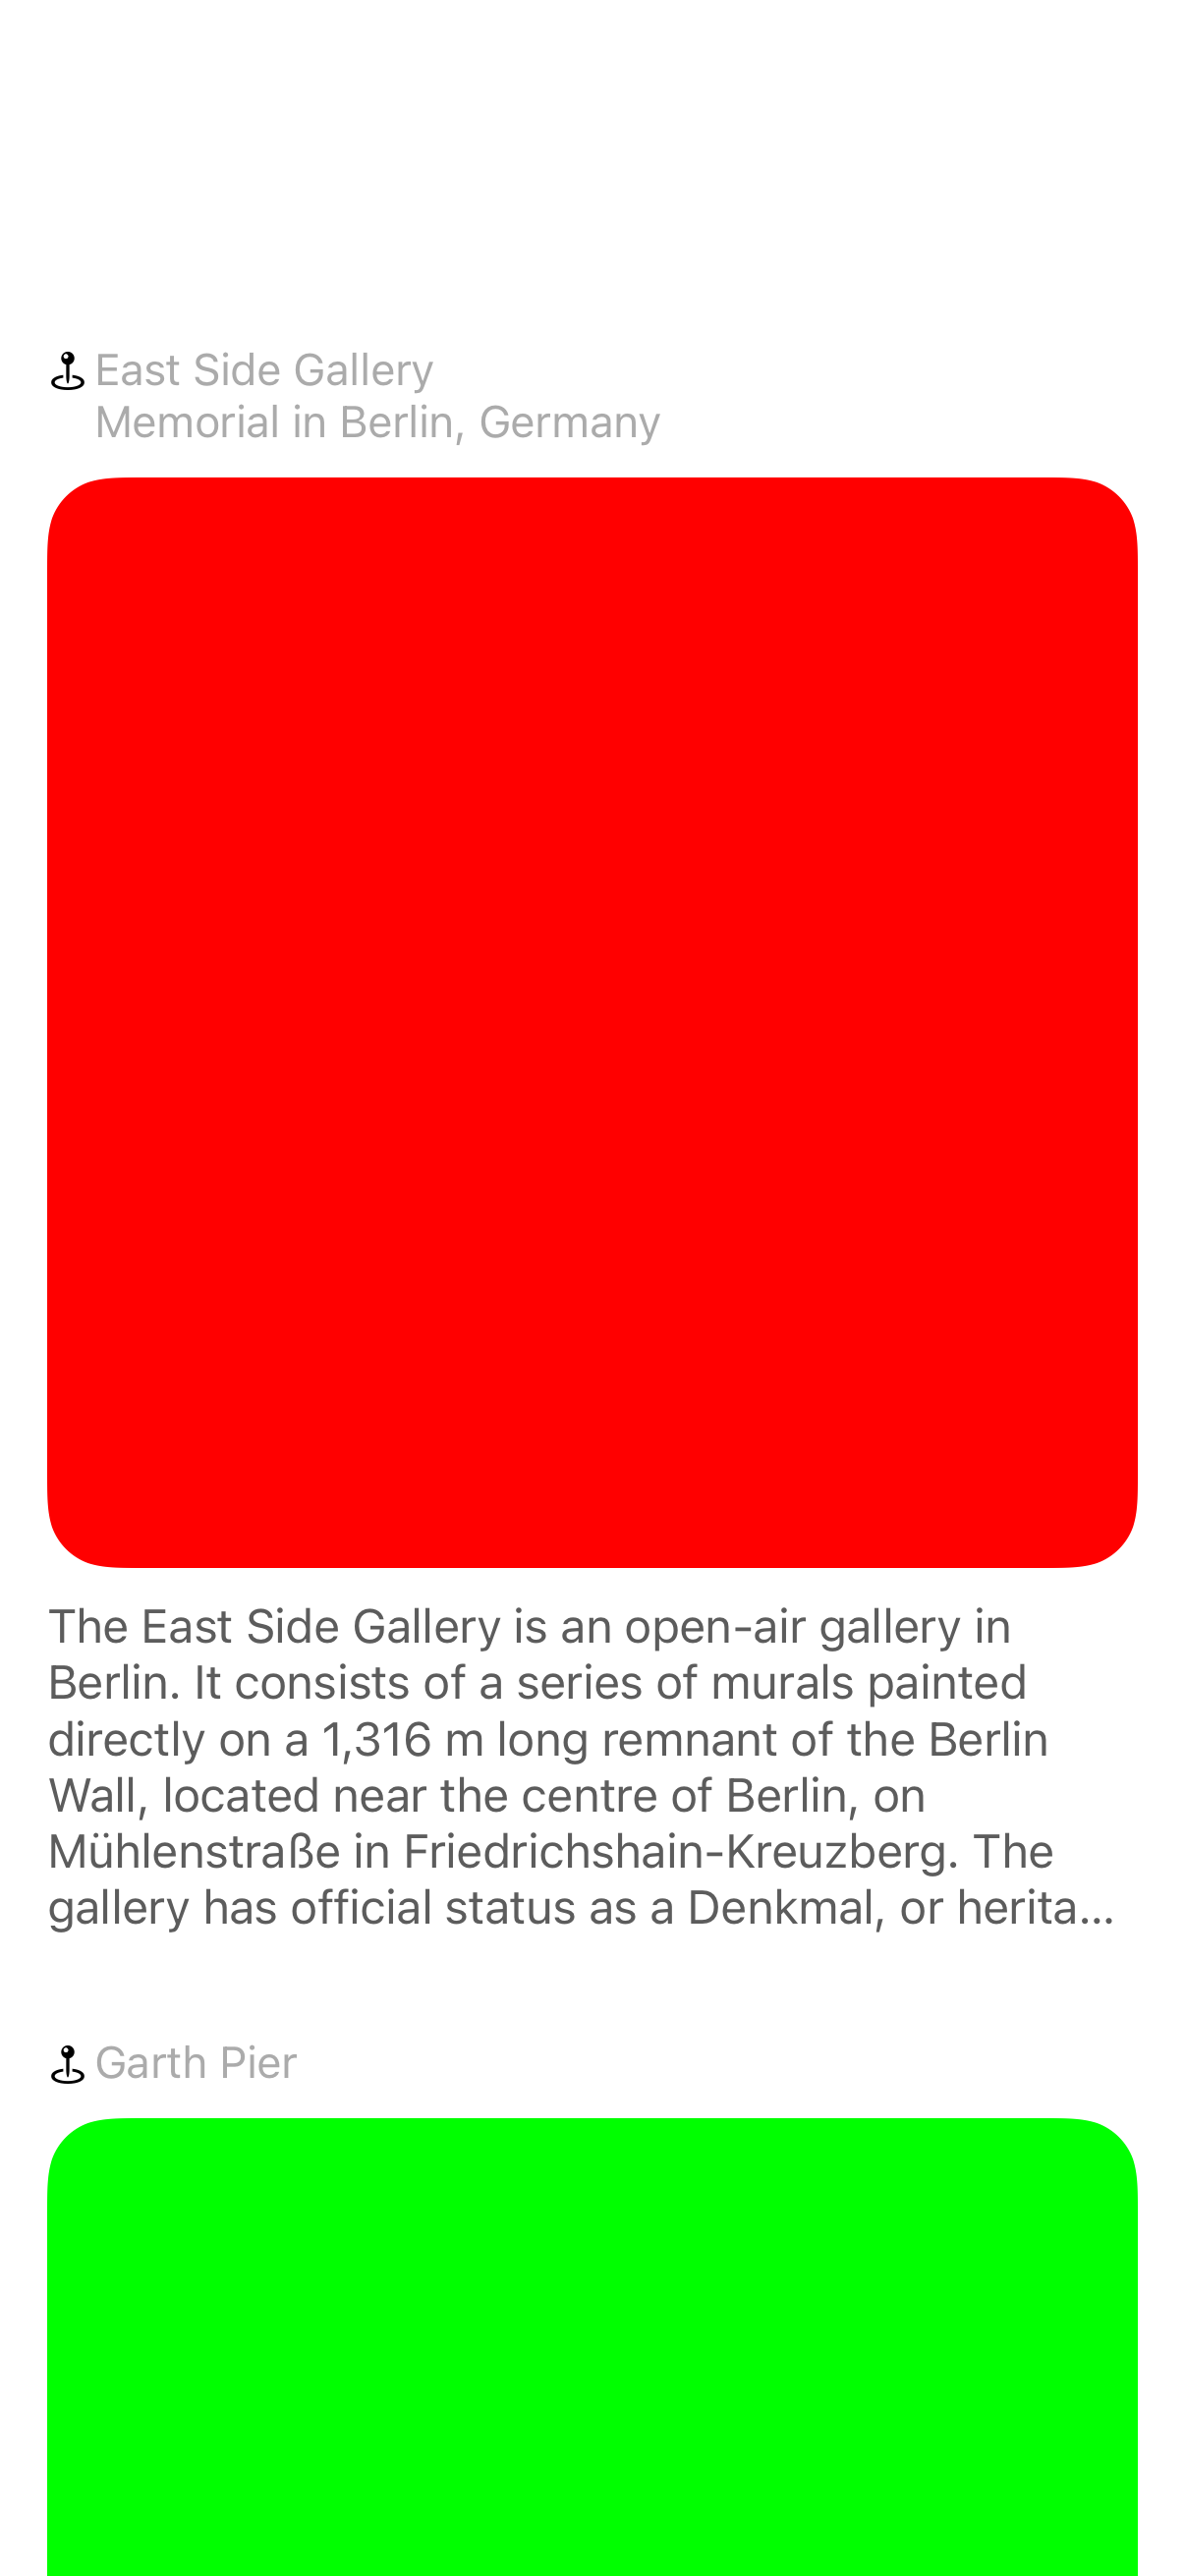 East Side Gallery
Memorial in Berlin, Germany
The East Side Gallery is an open-air gallery in
Berlin. It consists of a series of murals painted
directly on a 1,316 m long remnant of the Berlin
Wall, located near the centre of Berlin, on
Mühlenstraße in Friedrichshain-Kreuzberg. The
gallery has official status as a Denkmal, or herita...
Garth Pier